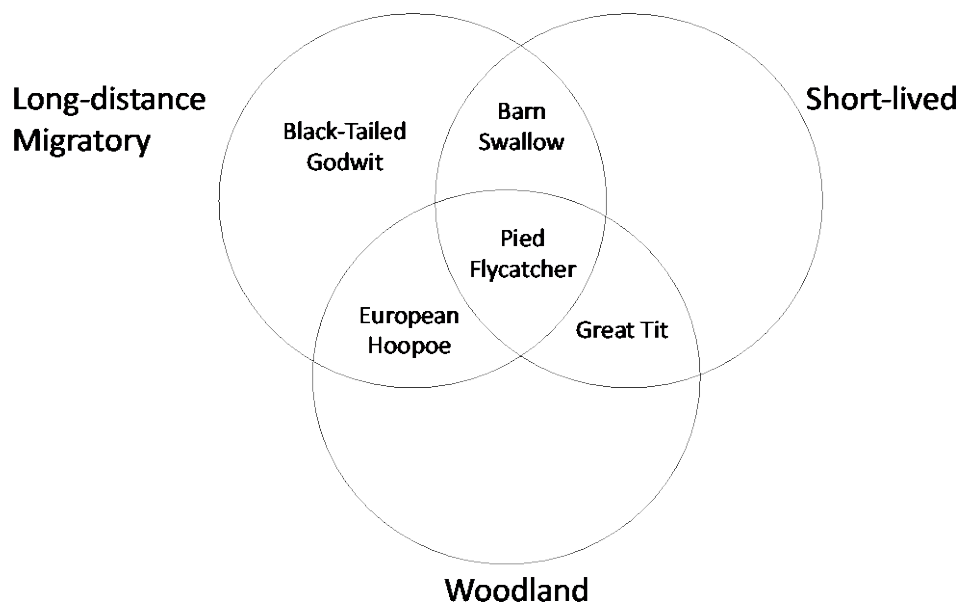 Long-distance
Migratory
Short-lived
Black-Tailed
Godwit
Barn
Swallow
Pied
Flycatcher
European
Hoopoe
Great Tit
Woodland